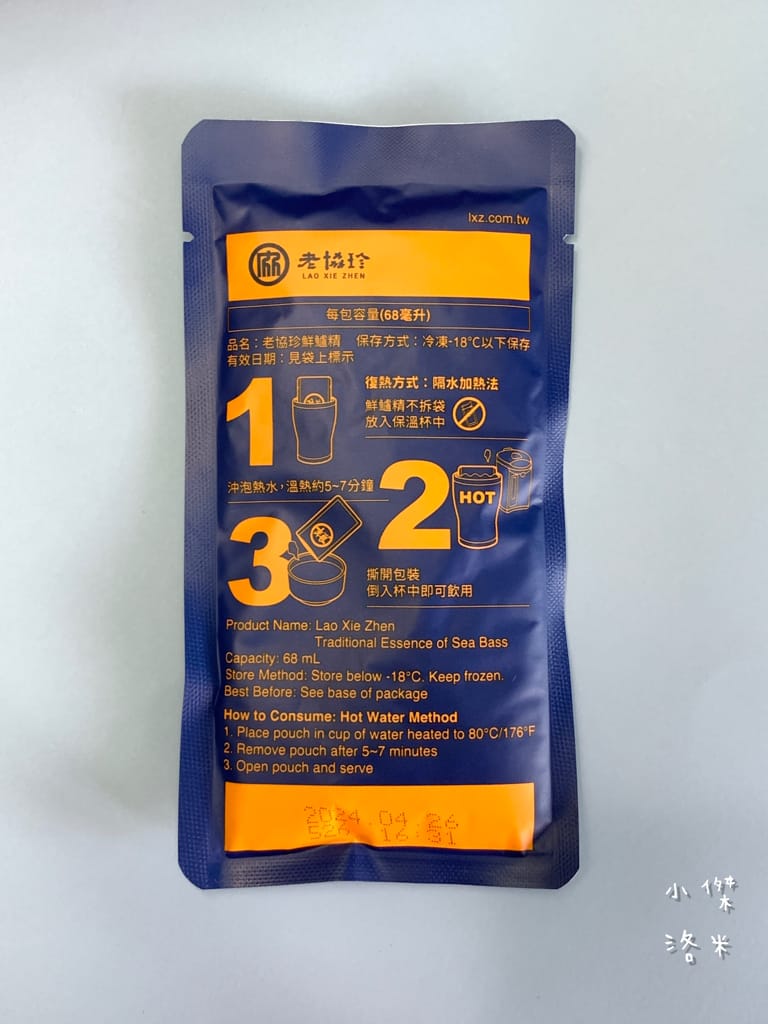 lxz.com.tw
老協珍
LAO XIE ZHEN
每包容量(68毫升)
品名：老協珍鮮鱸精 保存方式：冷凍-18°C以下保存
有效日期：見袋上標示
1
復熱方式：隔水加熱法
鮮鱸精不拆袋
放入保溫杯中
沖泡熱水，溫熱約5~7分鐘
2
HOT
3
撕開包裝
倒入杯中即可飲用
Product Name: Lao Xie Zhen
Traditional Essence of Sea Bass
Capacity: 68 mL
Store Method: Store below -18°C. Keep frozen.
Best Before: See base of package
How to Consume: Hot Water Method
1. Place pouch in cup of water heated to 80°C/176°F
2. Remove pouch after 5~7 minutes
3. Open pouch and serve
2024.04.26
16:31
小傑
洛米